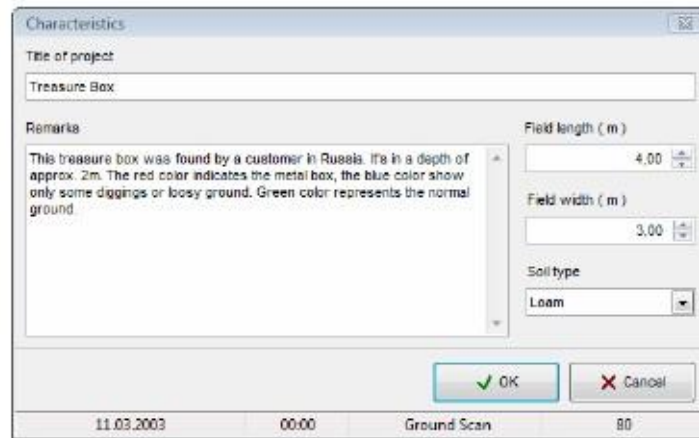 Characteristics
Title of project
Treasure Box
Remarks
This treasure box was found by a customer in Russia. It's in a depth of
approx. 2m. The red color indicates the metal box, the blue color show
only some diggings or loosy ground. Green color represents the normal
ground.
Field length ( m )
4,00
Field width ( m )
3,00
Soil type
Loam
OK
Cancel
11.03.2003 00:00 Ground Scan 80